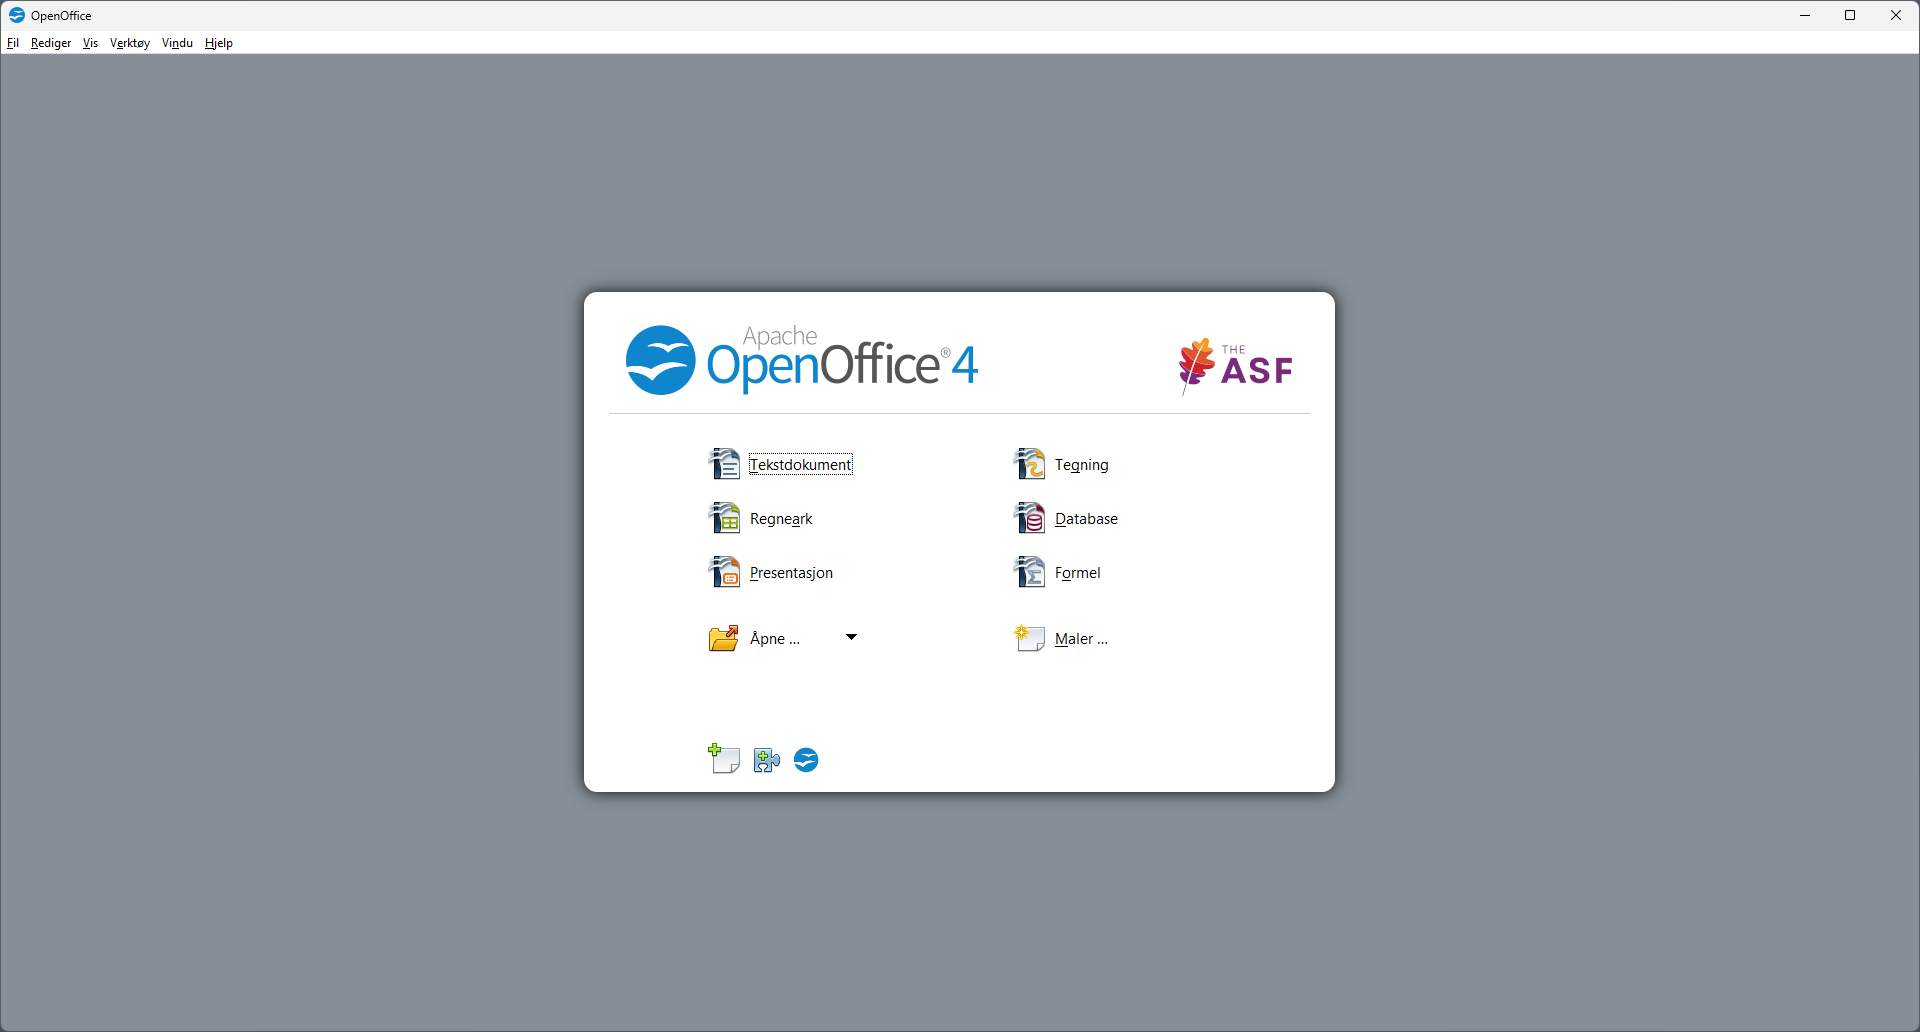 OpenOffice
Fil Rediger Vis Verktøy Vindu Hjelp
Apache
OpenOffice® 4
THE
ASF
Tekstdokument Tegning
Regneark Database
Presentasjon Formel
Åpne ... Maler ...